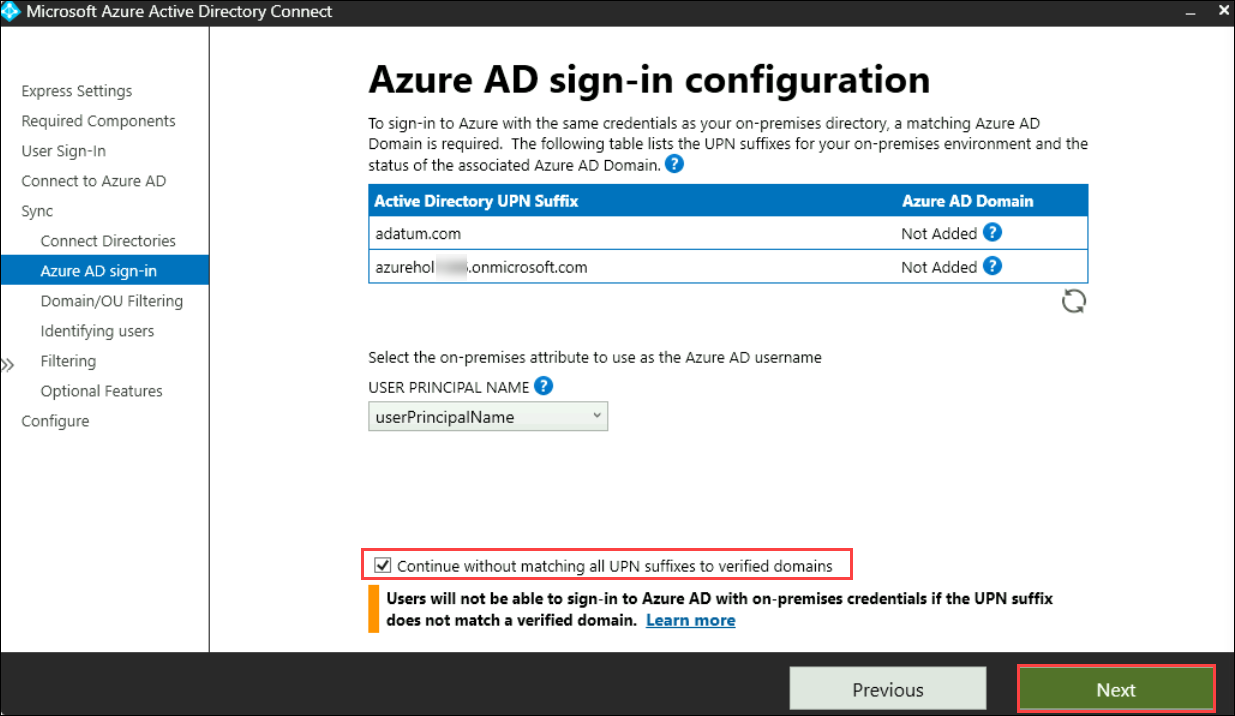 Microsoft Azure Active Directory Connect
Express Settings
Required Components
User Sign-In
Connect to Azure AD
Sync
Connect Directories
Azure AD sign-in
Domain/OU Filtering
Identifying users
Filtering
Optional Features
Configure
Azure AD sign-in configuration
To sign-in to Azure with the same credentials as your on-premises directory, a matching Azure AD
Domain is required. The following table lists the UPN suffixes for your on-premises environment and the
status of the associated Azure AD Domain. ?
Active Directory UPN Suffix Azure AD Domain
adatum.com Not Added ?
azurehol .onmicrosoft.com Not Added ?
Select the on-premises attribute to use as the Azure AD username
USER PRINCIPAL NAME ?
userPrincipalName
Continue without matching all UPN suffixes to verified domains
Users will not be able to sign-in to Azure AD with on-premises credentials if the UPN suffix
does not match a verified domain. Learn more
Previous Next